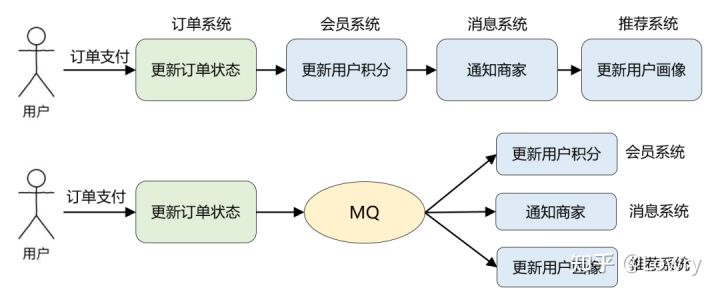 订单系统 会员系统 消息系统 推荐系统
订单支付
更新订单状态 更新用户积分 通知商家 更新用户画像
用户
更新用户积分 会员系统
订单支付
更新订单状态 MQ 通知商家 消息系统
用户
更新用户画像 推荐系统
知乎